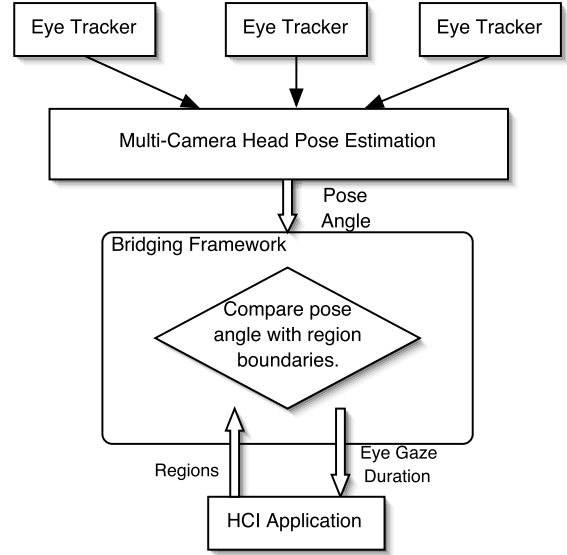 Eye Tracker
Eye Tracker
Eye Tracker
Multi-Camera Head Pose Estimation
Pose
Angle
Bridging Framework
Compare pose
angle with region
boundaries.
Regions
Eye Gaze
Duration
HCI Application